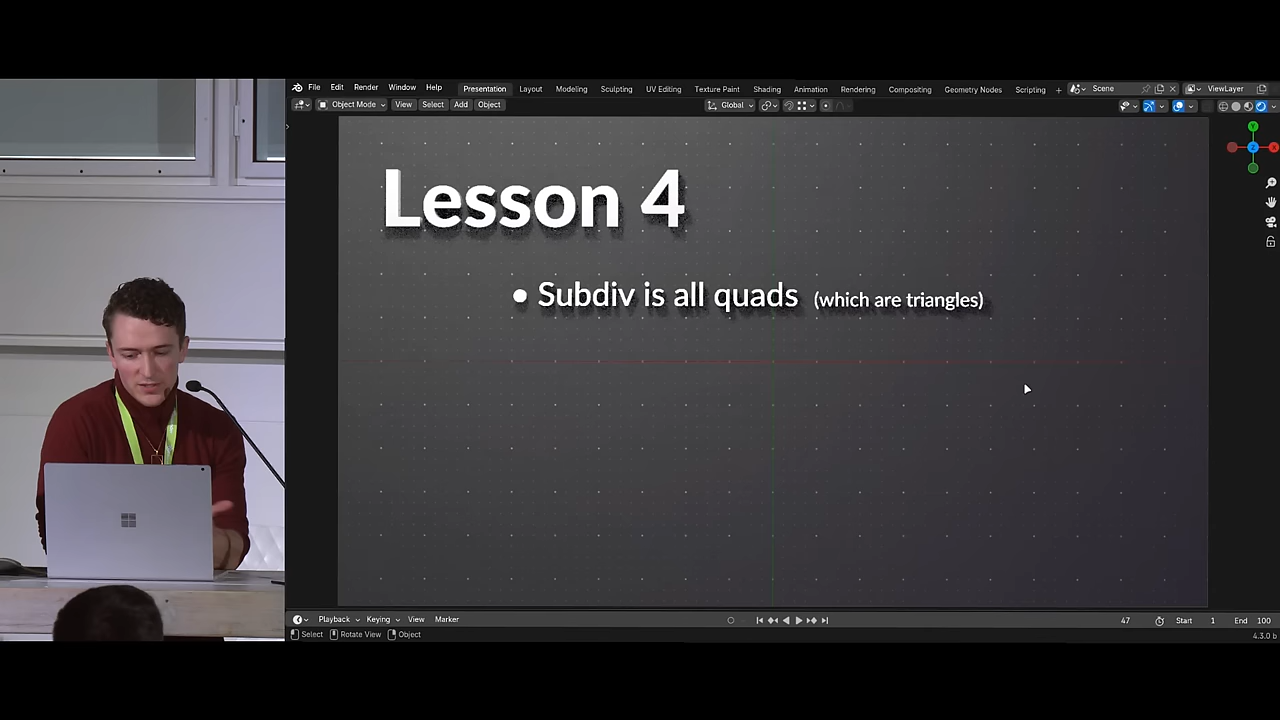 File Edit Render Window Help Presentation Layout Modeling Sculpting UV Editing Texture Paint Shading Animation Rendering Compositing Geometry Nodes Scripting + Scene ViewLayer
Object Mode View Select Add Object Global
Lesson 4
• Subdiv is all quads (which are triangles)
Y
Z X
Playback Keying View Marker 47 Start 1 End 100
Select Rotate View Object 4.3.0 b